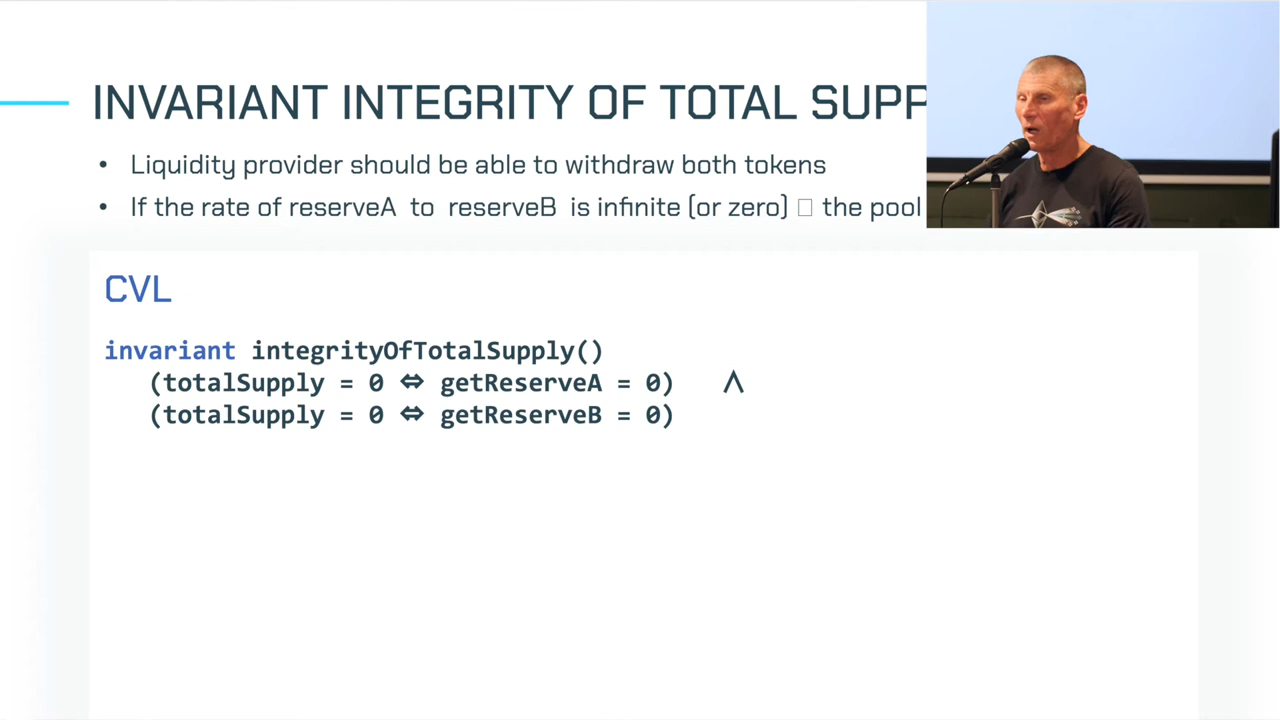 INVARIANT INTEGRITY OF TOTAL SUPP
• Liquidity provider should be able to withdraw both tokens
• If the rate of reserveA to reserveB is infinite (or zero) □ the pool
CVL
invariant integrityOfTotalSupply()
(totalSupply = 0 ⇔ getReserveA = 0) ∧
(totalSupply = 0 ⇔ getReserveB = 0)